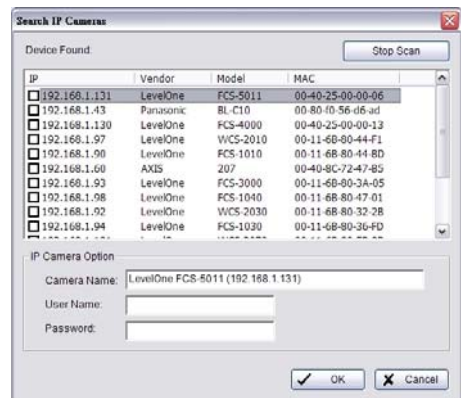 Search IP Cameras
Device Found: Stop Scan
IP Vendor Model MAC
192.168.1.131 LevelOne FCS-5011 00-40-25-00-00-06
192.168.1.43 Panasonic BL-C10 00-80-f0-56-d6-ad
192.168.1.130 LevelOne FCS-4000 00-40-25-00-00-13
192.168.1.97 LevelOne WCS-2010 00-11-6B-80-44-F1
192.168.1.90 LevelOne FCS-1010 00-11-6B-80-44-BD
192.168.1.60 AXIS 207 00-40-8C-72-47-B5
192.168.1.93 LevelOne FCS-3000 00-11-6B-80-3A-05
192.168.1.98 LevelOne FCS-1040 00-11-6B-80-47-01
192.168.1.92 LevelOne WCS-2030 00-11-6B-80-32-2B
192.168.1.94 LevelOne FCS-1030 00-11-6B-80-36-FD
IP Camera Option
Camera Name: LevelOne FCS-5011 (192.168.1.131)
User Name:
Password:
OK Cancel